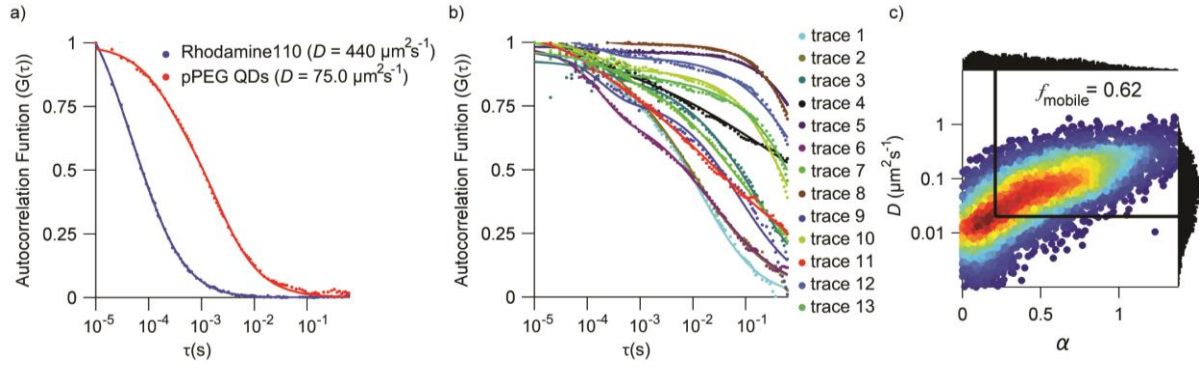 a)
Rhodamine110 (D = 440 μm²s⁻¹)
pPEG QDs (D = 75.0 μm²s⁻¹)
Autocorrelation Funtion (G(τ))
1
0.75
0.5
0.25
0
10⁻⁵ 10⁻⁴ 10⁻³ 10⁻² 10⁻¹
τ(s)
b)
Autocorrelation Funtion (G(τ))
1
0.75
0.5
0.25
0
10⁻⁵ 10⁻⁴ 10⁻³ 10⁻² 10⁻¹
τ(s)
trace 1
trace 2
trace 3
trace 4
trace 5
trace 6
trace 7
trace 8
trace 9
trace 10
trace 11
trace 12
trace 13
c)
f mobile = 0.62
D (μm²s⁻¹)
1
0.1
0.01
0 0.5 1
α